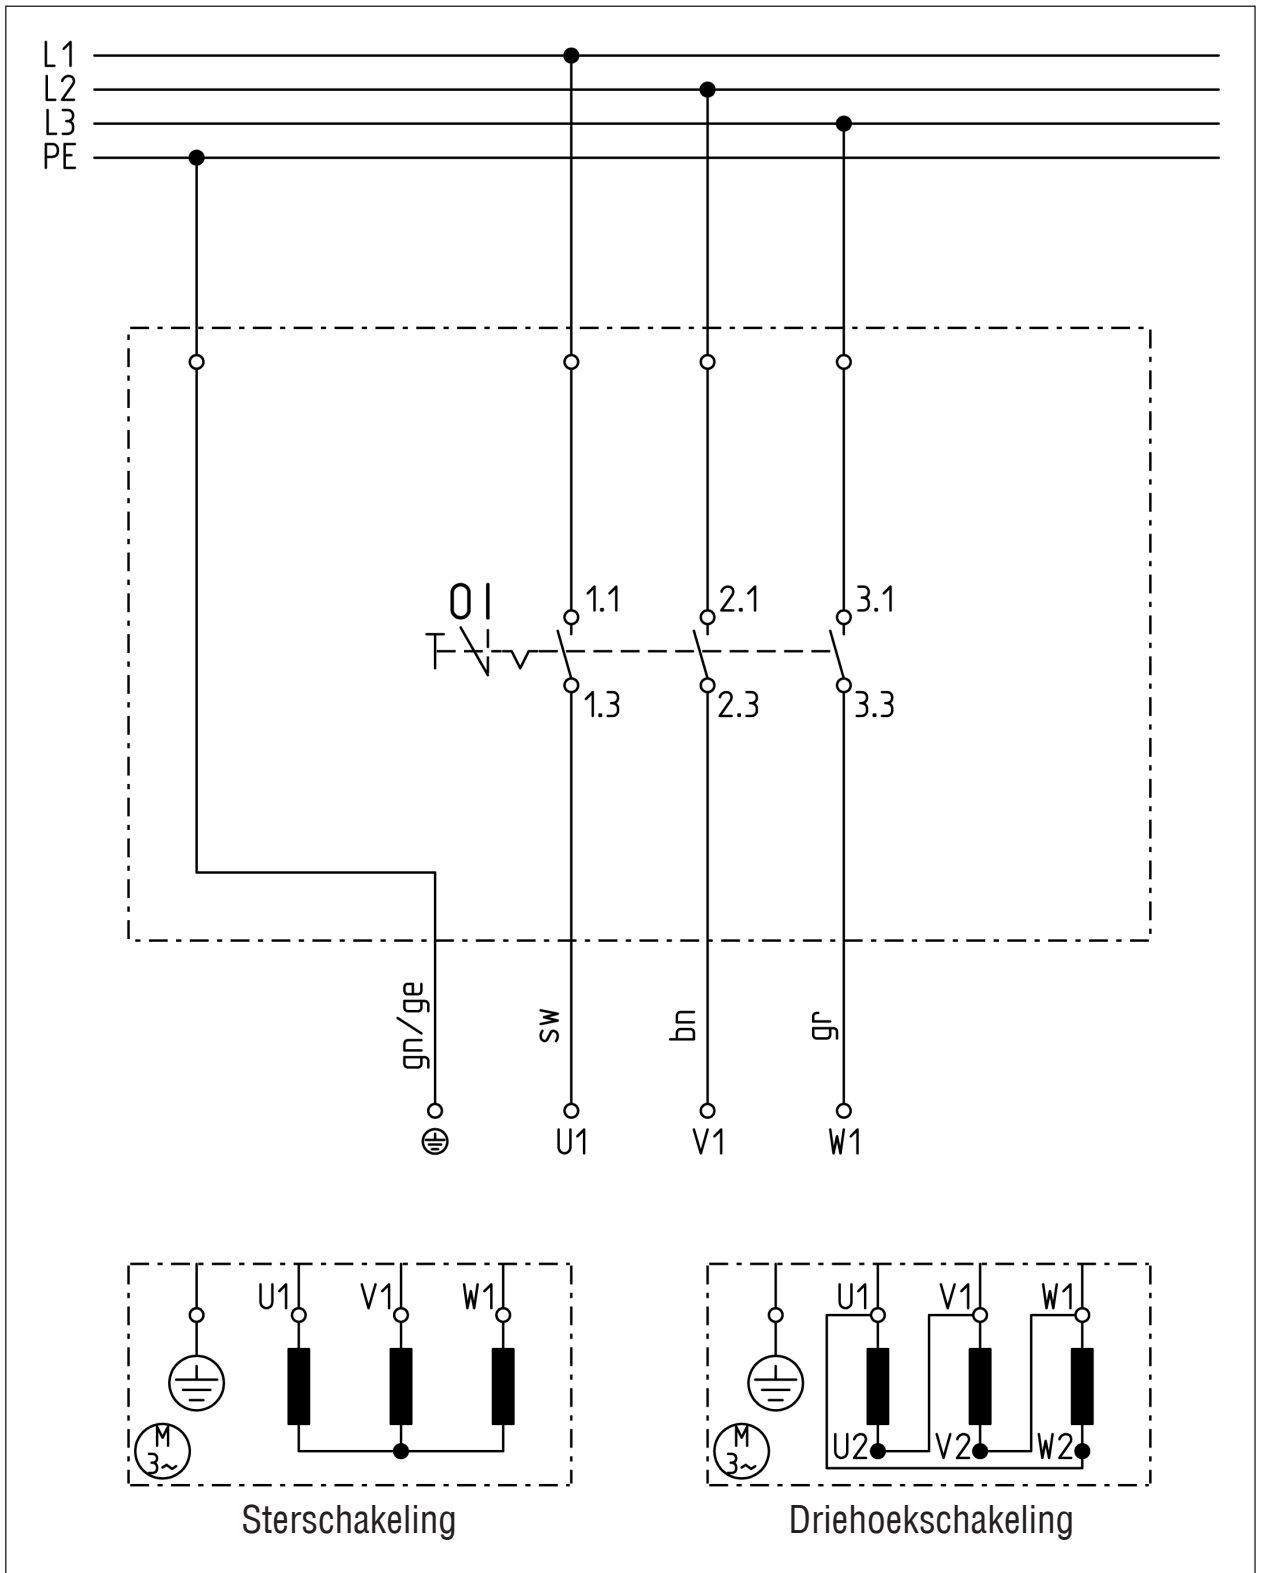 L1
L2
L3
PE
0 I
1.1
2.1
3.1
1.3
2.3
3.3
gn/ge
sw
bn
gr
U1
V1
W1
U1
V1
W1
M
3~
U1
V1
W1
U2
V2
W2
M
3~
Sterschakeling
Driehoekschakeling